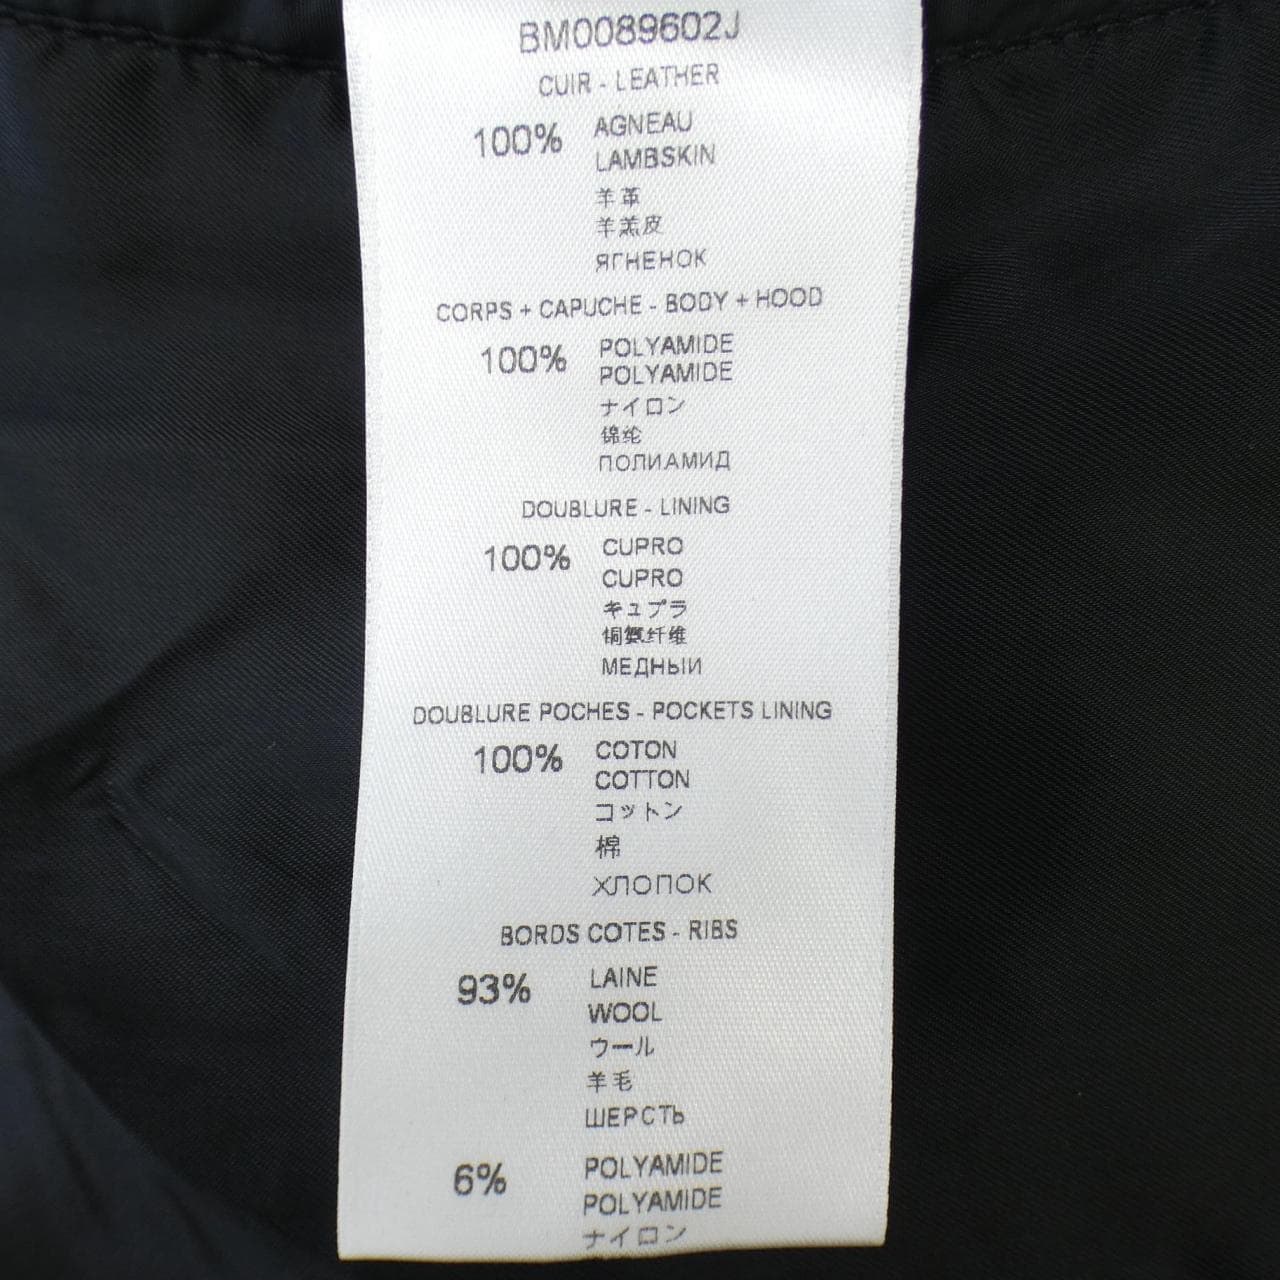 BM0089602J
CUIR - LEATHER
100% AGNEAU
LAMBSKIN
羊革
羊羔皮
ЯГНЕНОК
CORPS + CAPUCHE - BODY + HOOD
100% POLYAMIDE
POLYAMIDE
ナイロン
锦纶
ПОЛИАМИД
DOUBLURE - LINING
100% CUPRO
CUPRO
キュプラ
铜氨纤维
МЕДНЫЙ
DOUBLURE POCHES - POCKETS LINING
100% COTON
COTTON
コットン
棉
ХЛОПОК
BORDS COTES - RIBS
93% LAINE
WOOL
ウール
羊毛
ШЕРСТЬ
6% POLYAMIDE
POLYAMIDE
ナイロン